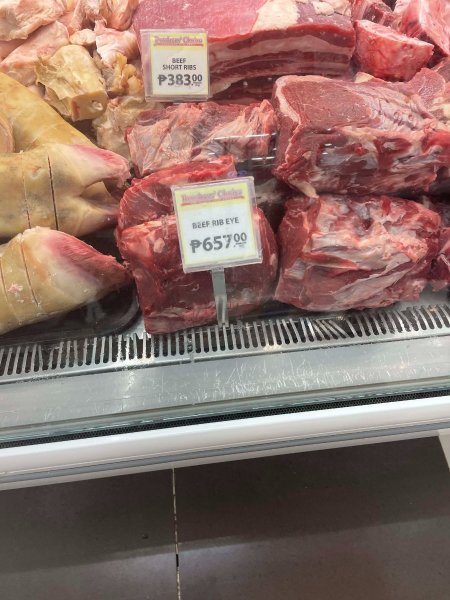 BEEF
SHORT RIBS
₱383.00
BEEF RIB EYE
₱657.00